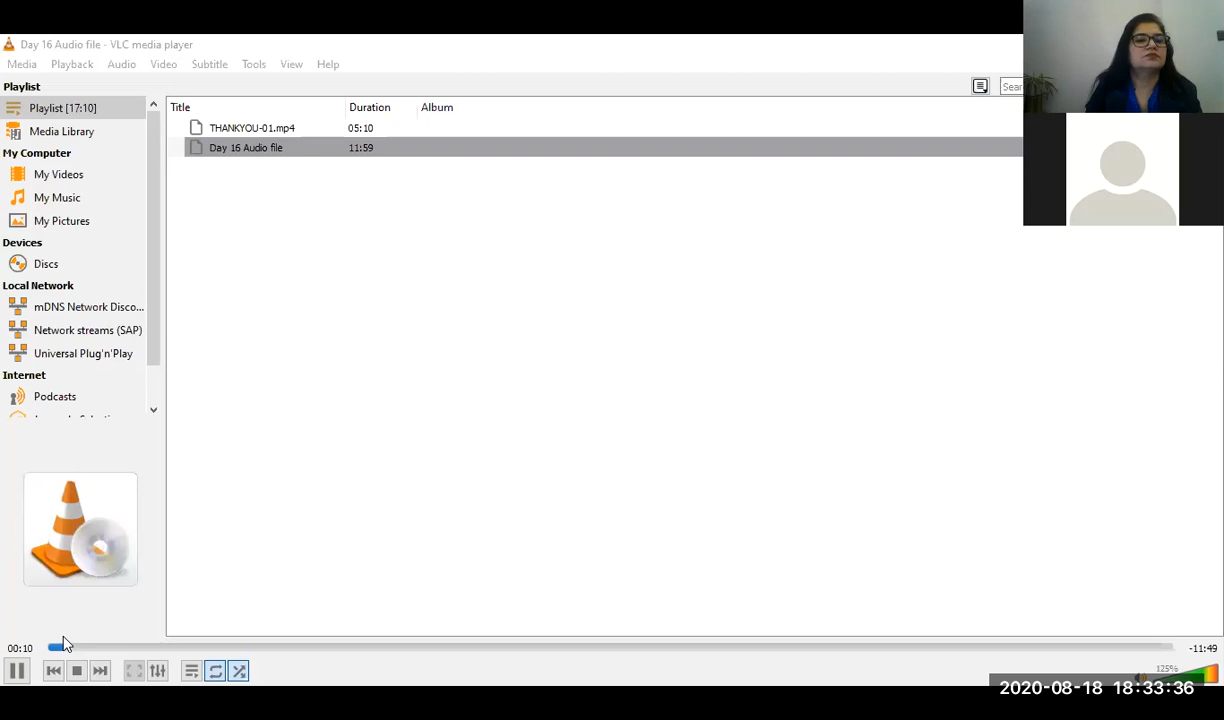 Day 16 Audio file - VLC media player
Media Playback Audio Video Subtitle Tools View Help
Playlist
Playlist [17:10]
Media Library
My Computer
My Videos
My Music
My Pictures
Devices
Discs
Local Network
mDNS Network Disco...
Network streams (SAP)
Universal Plug'n'Play
Internet
Podcasts
Sear
Title Duration Album
THANKYOU-01.mp4 05:10
Day 16 Audio file 11:59
00:10
-11:49
125%
2020-08-18 18:33:36